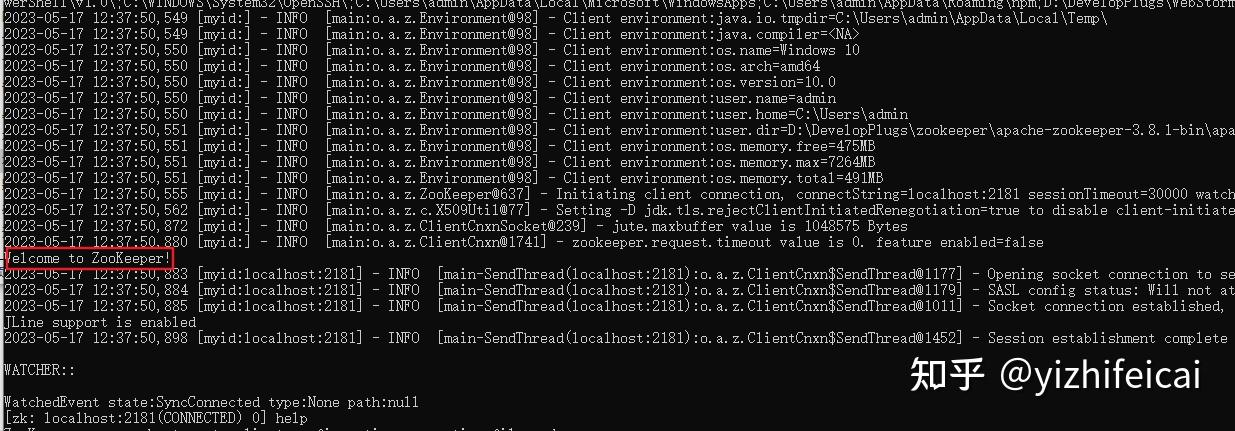 werShell\v1.0\;C:\WINDOWS\System32\OpenSSH\;C:\Users\admin\AppData\Local\Microsoft\WindowsApps;C:\Users\admin\AppData\Roaming\npm;D:\DevelopPlugs\WebStorm
2023-05-17 12:37:50,549 [myid:] - INFO  [main:o.a.z.Environment@98] - Client environment:java.io.tmpdir=C:\Users\admin\AppData\Local\Temp\
2023-05-17 12:37:50,549 [myid:] - INFO  [main:o.a.z.Environment@98] - Client environment:java.compiler=<NA>
2023-05-17 12:37:50,550 [myid:] - INFO  [main:o.a.z.Environment@98] - Client environment:os.name=Windows 10
2023-05-17 12:37:50,550 [myid:] - INFO  [main:o.a.z.Environment@98] - Client environment:os.arch=amd64
2023-05-17 12:37:50,550 [myid:] - INFO  [main:o.a.z.Environment@98] - Client environment:os.version=10.0
2023-05-17 12:37:50,550 [myid:] - INFO  [main:o.a.z.Environment@98] - Client environment:user.name=admin
2023-05-17 12:37:50,550 [myid:] - INFO  [main:o.a.z.Environment@98] - Client environment:user.home=C:\Users\admin
2023-05-17 12:37:50,551 [myid:] - INFO  [main:o.a.z.Environment@98] - Client environment:user.dir=D:\DevelopPlugs\zookeeper\apache-zookeeper-3.8.1-bin\apa
2023-05-17 12:37:50,551 [myid:] - INFO  [main:o.a.z.Environment@98] - Client environment:os.memory.free=475MB
2023-05-17 12:37:50,551 [myid:] - INFO  [main:o.a.z.Environment@98] - Client environment:os.memory.max=7264MB
2023-05-17 12:37:50,551 [myid:] - INFO  [main:o.a.z.Environment@98] - Client environment:os.memory.total=491MB
2023-05-17 12:37:50,555 [myid:] - INFO  [main:o.a.z.ZooKeeper@637] - Initiating client connection, connectString=localhost:2181 sessionTimeout=30000 watch
2023-05-17 12:37:50,562 [myid:] - INFO  [main:o.a.z.c.X509Util@77] - Setting -D jdk.tls.rejectClientInitiatedRenegotiation=true to disable client-initiate
2023-05-17 12:37:50,872 [myid:] - INFO  [main:o.a.z.ClientCnxnSocket@239] - jute.maxbuffer value is 1048575 Bytes
2023-05-17 12:37:50,880 [myid:] - INFO  [main:o.a.z.ClientCnxn@1741] - zookeeper.request.timeout value is 0. feature enabled=false
Welcome to ZooKeeper!
2023-05-17 12:37:50,883 [myid:localhost:2181] - INFO  [main-SendThread(localhost:2181):o.a.z.ClientCnxn$SendThread@1177] - Opening socket connection to se
2023-05-17 12:37:50,884 [myid:localhost:2181] - INFO  [main-SendThread(localhost:2181):o.a.z.ClientCnxn$SendThread@1179] - SASL config status: Will not at
2023-05-17 12:37:50,885 [myid:localhost:2181] - INFO  [main-SendThread(localhost:2181):o.a.z.ClientCnxn$SendThread@1011] - Socket connection established,
JLine support is enabled
2023-05-17 12:37:50,898 [myid:localhost:2181] - INFO  [main-SendThread(localhost:2181):o.a.z.ClientCnxn$SendThread@1452] - Session establishment complete
WATCHER::
知乎 @yizhifeicai
WatchedEvent state:SyncConnected type:None path:null
[zk: localhost:2181(CONNECTED) 0] help